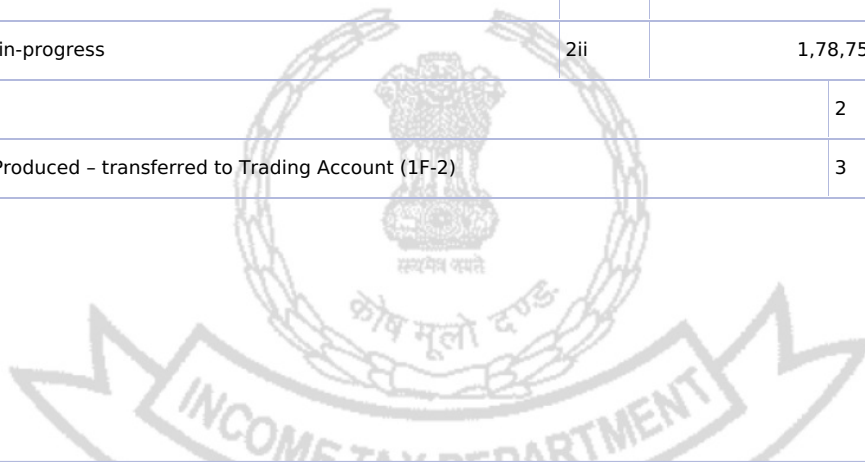 in-progress 2ii 1,78,75
2
Produced – transferred to Trading Account (1F-2) 3
सत्यमेव जयते
कोष मूलो दण्ड:
INCOME TAX DEPARTMENT